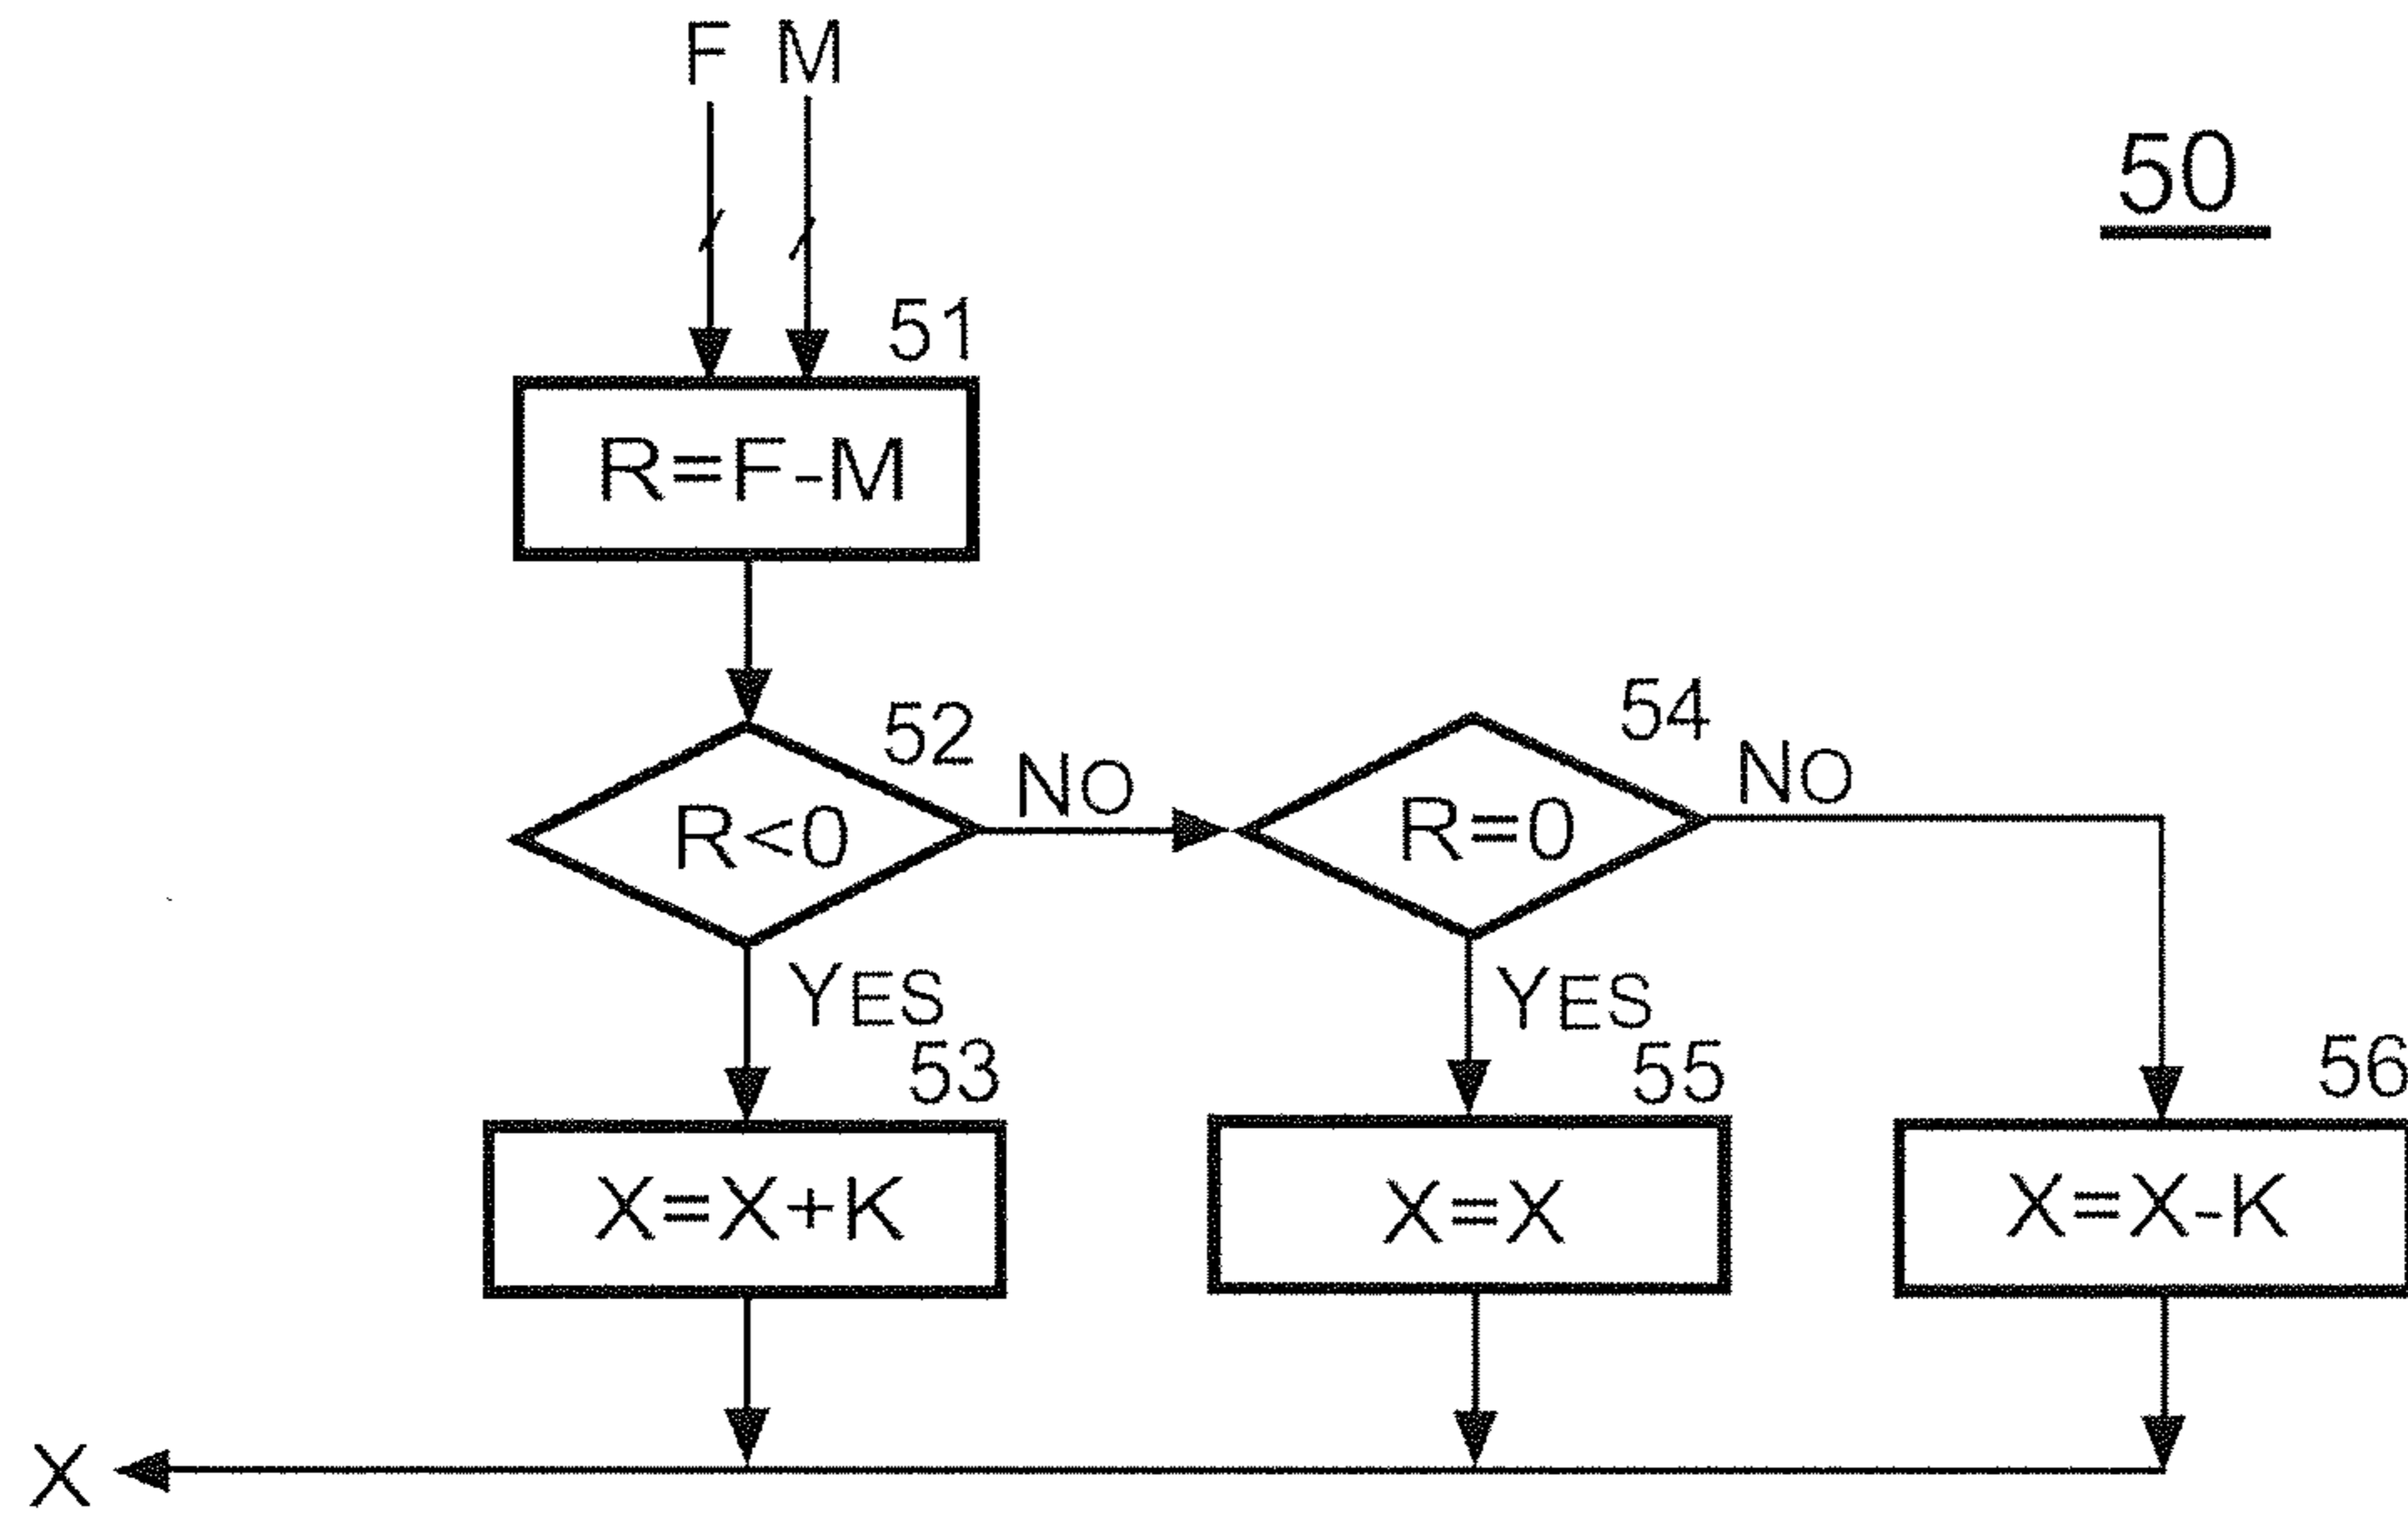 F M
50
51
R=F-M
52
NO
54
NO
R<0
R=0
YES
YES
53
55
56
X=X+K
X=X
X=X-K
X